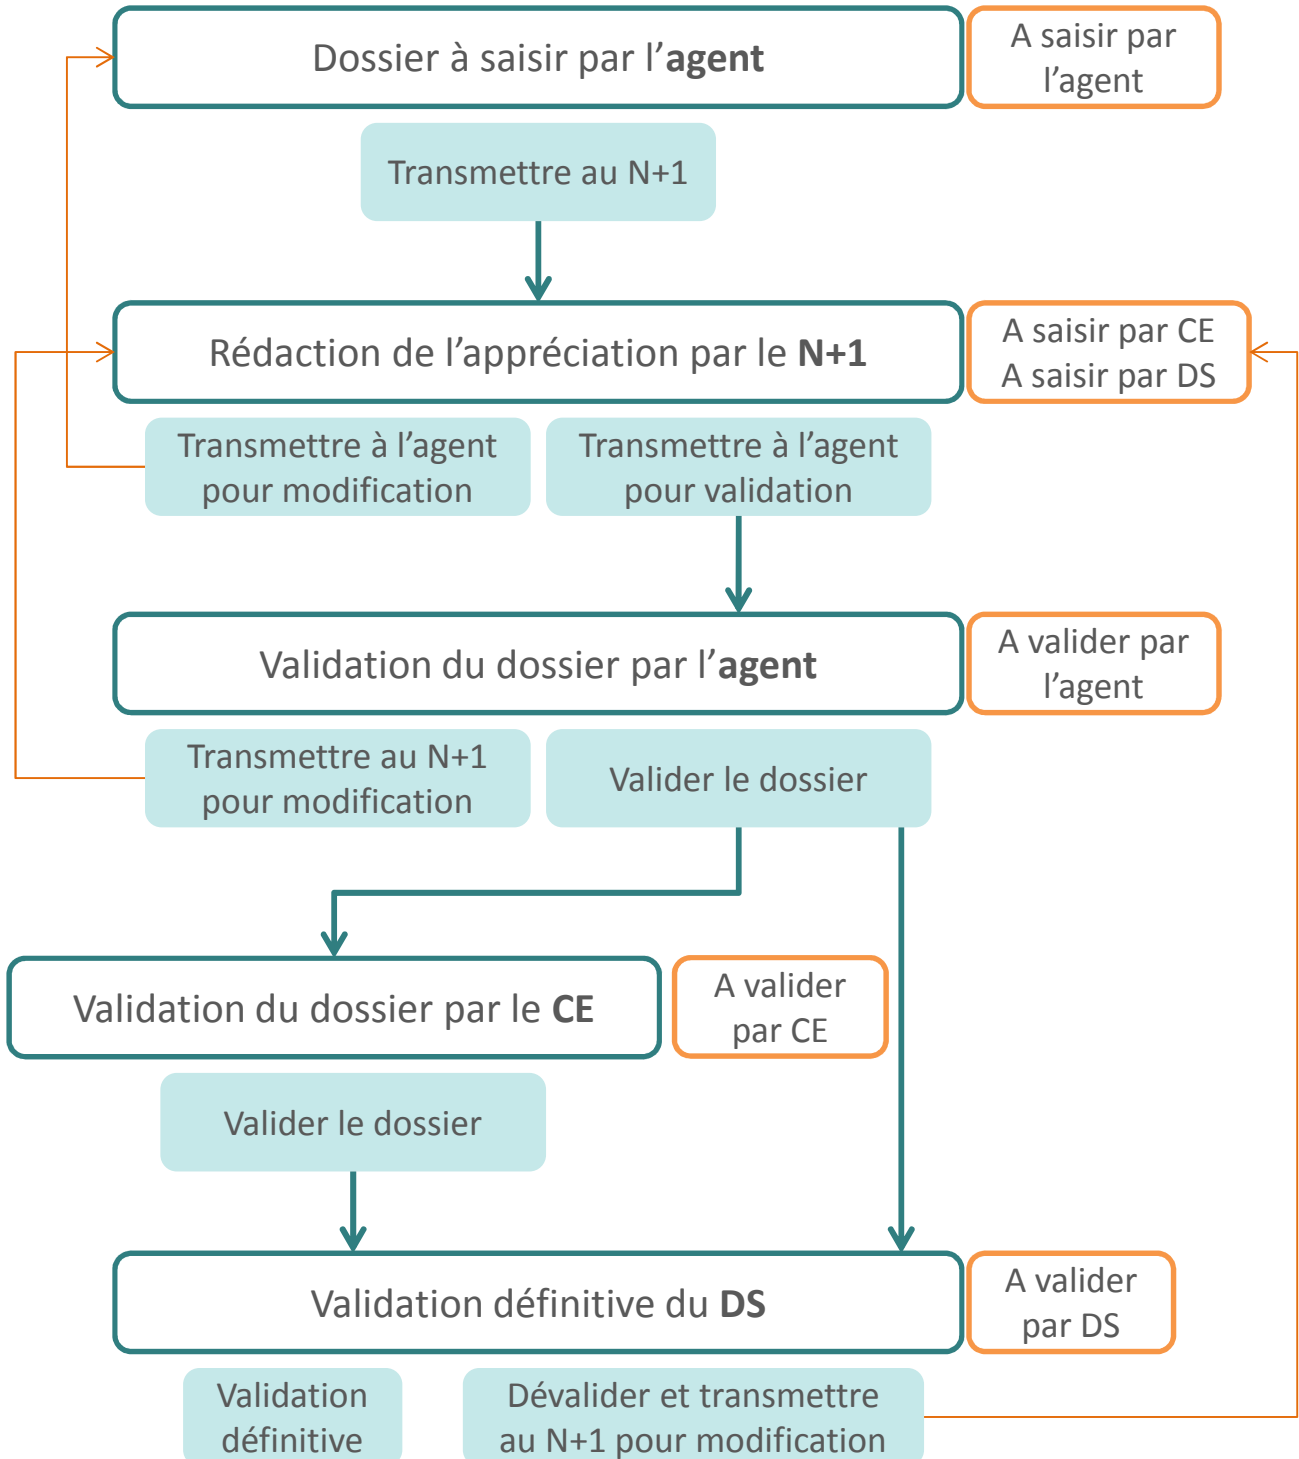 Dossier à saisir par l’agent
A saisir par
l’agent
Transmettre au N+1
Rédaction de l’appréciation par le N+1
A saisir par CE
A saisir par DS
Transmettre à l’agent
pour modification
Transmettre à l’agent
pour validation
Validation du dossier par l’agent
A valider par
l’agent
Transmettre au N+1
pour modification
Valider le dossier
Validation du dossier par le CE
A valider
par CE
Valider le dossier
Validation définitive du DS
A valider
par DS
Validation
définitive
Dévalider et transmettre
au N+1 pour modification